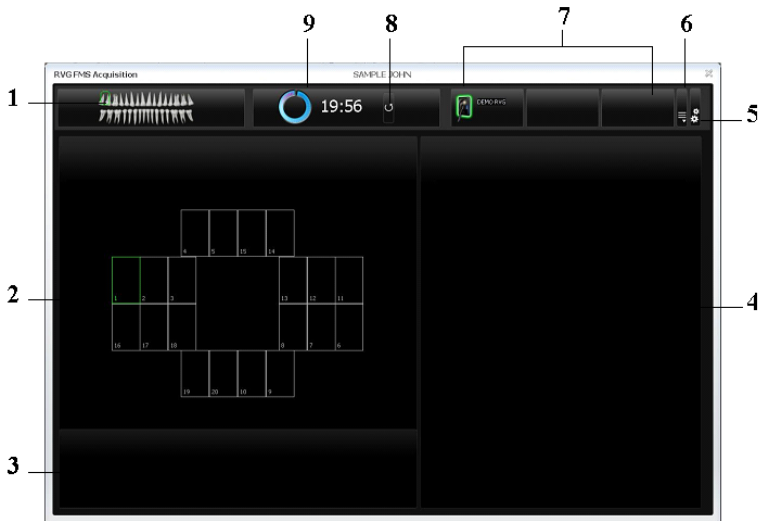 9 8 7 6
RVG FMS Acquisition SAMPLE JOHN
1 19:56 DEMO-RVG 5
4 5 15 14
2 1 2 3 13 12 11 4
16 17 18 8 7 6
19 20 10 9
3